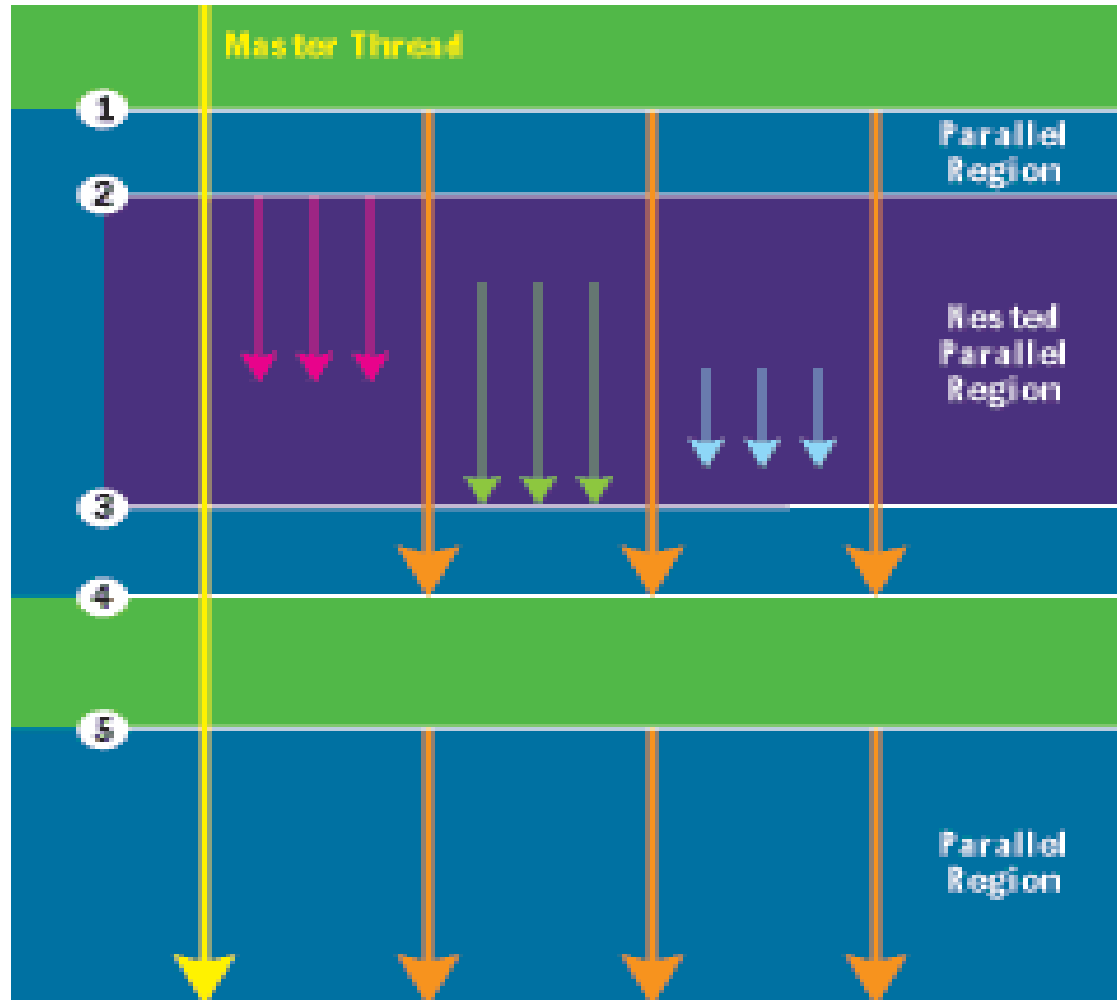 Master Thread
1
Parallel
Region
2
Nested
Parallel
Region
3
4
5
Parallel
Region